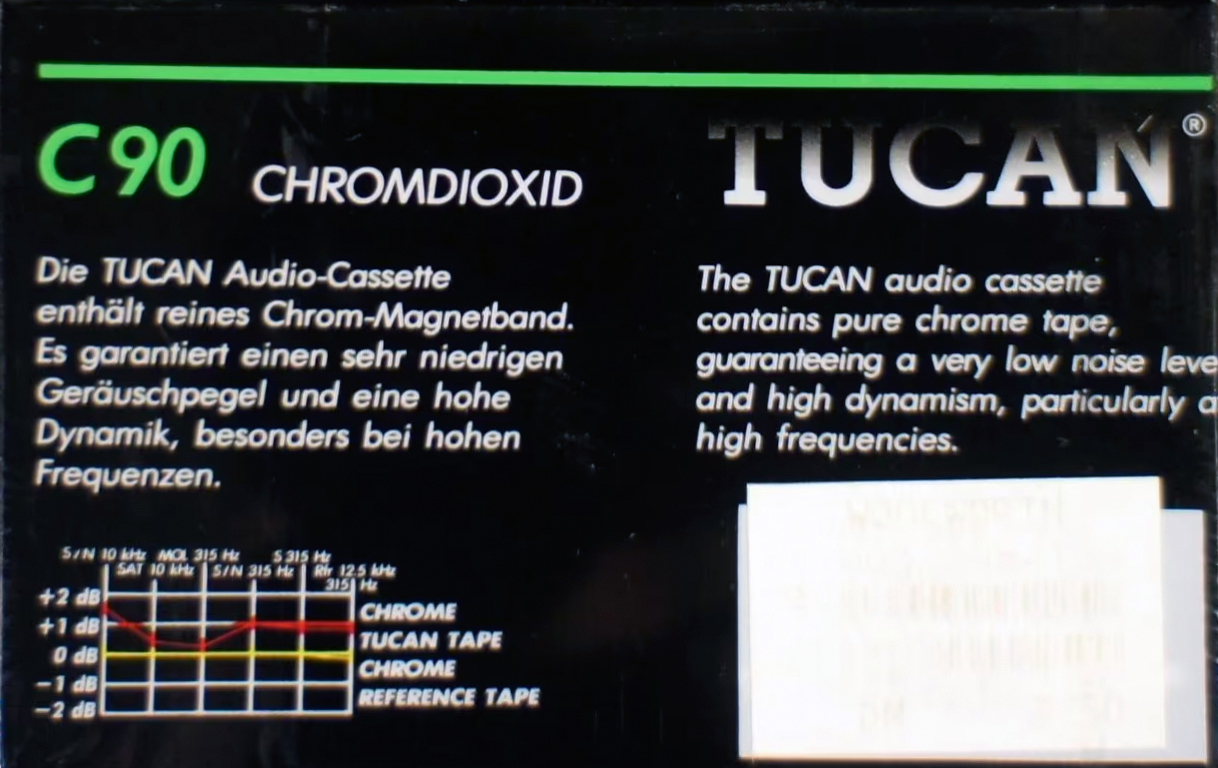 C 90 CHROMDIOXID
TUCAN®
Die TUCAN Audio-Cassette
enthält reines Chrom-Magnetband.
Es garantiert einen sehr niedrigen
Geräuschpegel und eine hohe
Dynamik, besonders bei hohen
Frequenzen.
The TUCAN audio cassette
contains pure chrome tape,
guaranteeing a very low noise leve
and high dynamism, particularly a
high frequencies.
S/N 10 kHz MOL 315 Hz S 315 Hz
SAT 10 kHz S/N 315 Hz Rfr 12.5 kHz
315 Hz
+2 dB
+1 dB
0 dB
-1 dB
-2 dB
CHROME
TUCAN TAPE
CHROME
REFERENCE TAPE